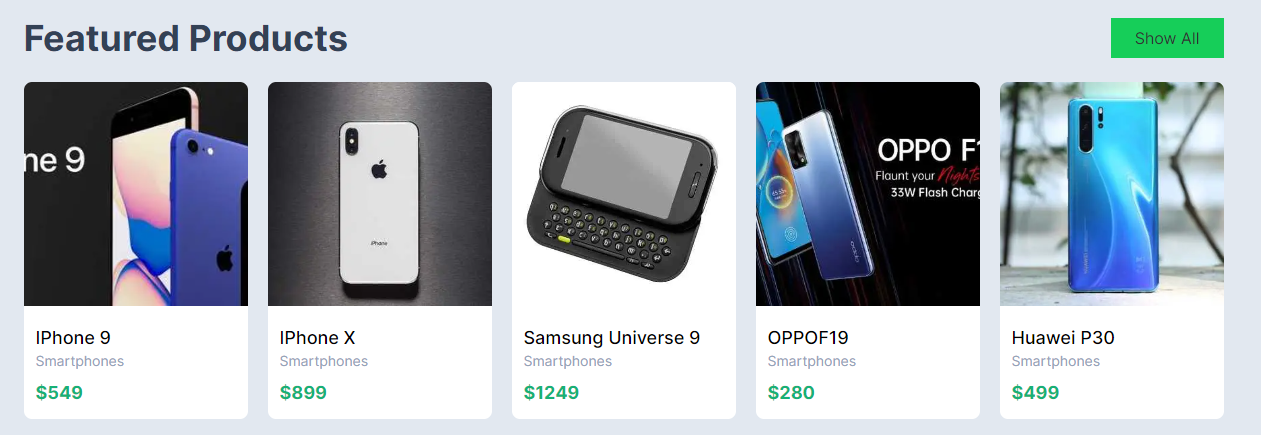 Featured Products
Show All
ne 9
iPhone
OPPO F1
Flaunt your Nights
33W Flash Charg
IPhone 9
Smartphones
$549
IPhone X
Smartphones
$899
Samsung Universe 9
Smartphones
$1249
OPPOF19
Smartphones
$280
Huawei P30
Smartphones
$499